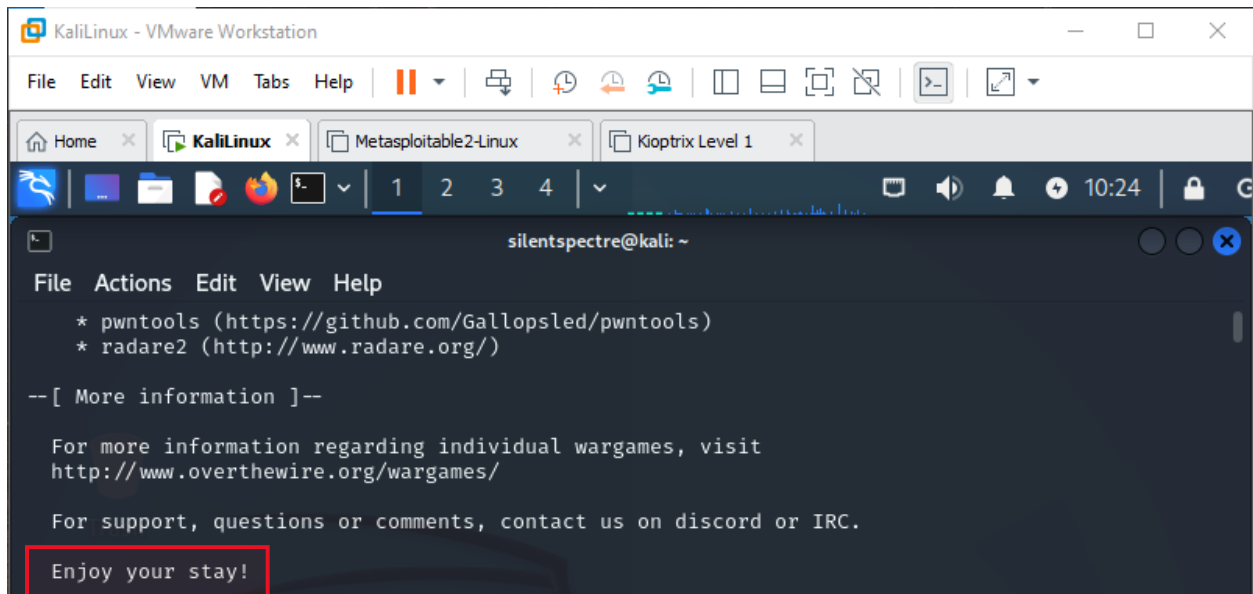 KaliLinux - VMware Workstation
File Edit View VM Tabs Help
Home KaliLinux Metasploitable2-Linux Kioptrix Level 1
1 2 3 4 10:24 G
silentspectre@kali: ~
File Actions Edit View Help
* pwntools (https://github.com/Gallopsled/pwntools)
* radare2 (http://www.radare.org/)
--[ More information ]--
For more information regarding individual wargames, visit
http://www.overthewire.org/wargames/
For support, questions or comments, contact us on discord or IRC.
Enjoy your stay!